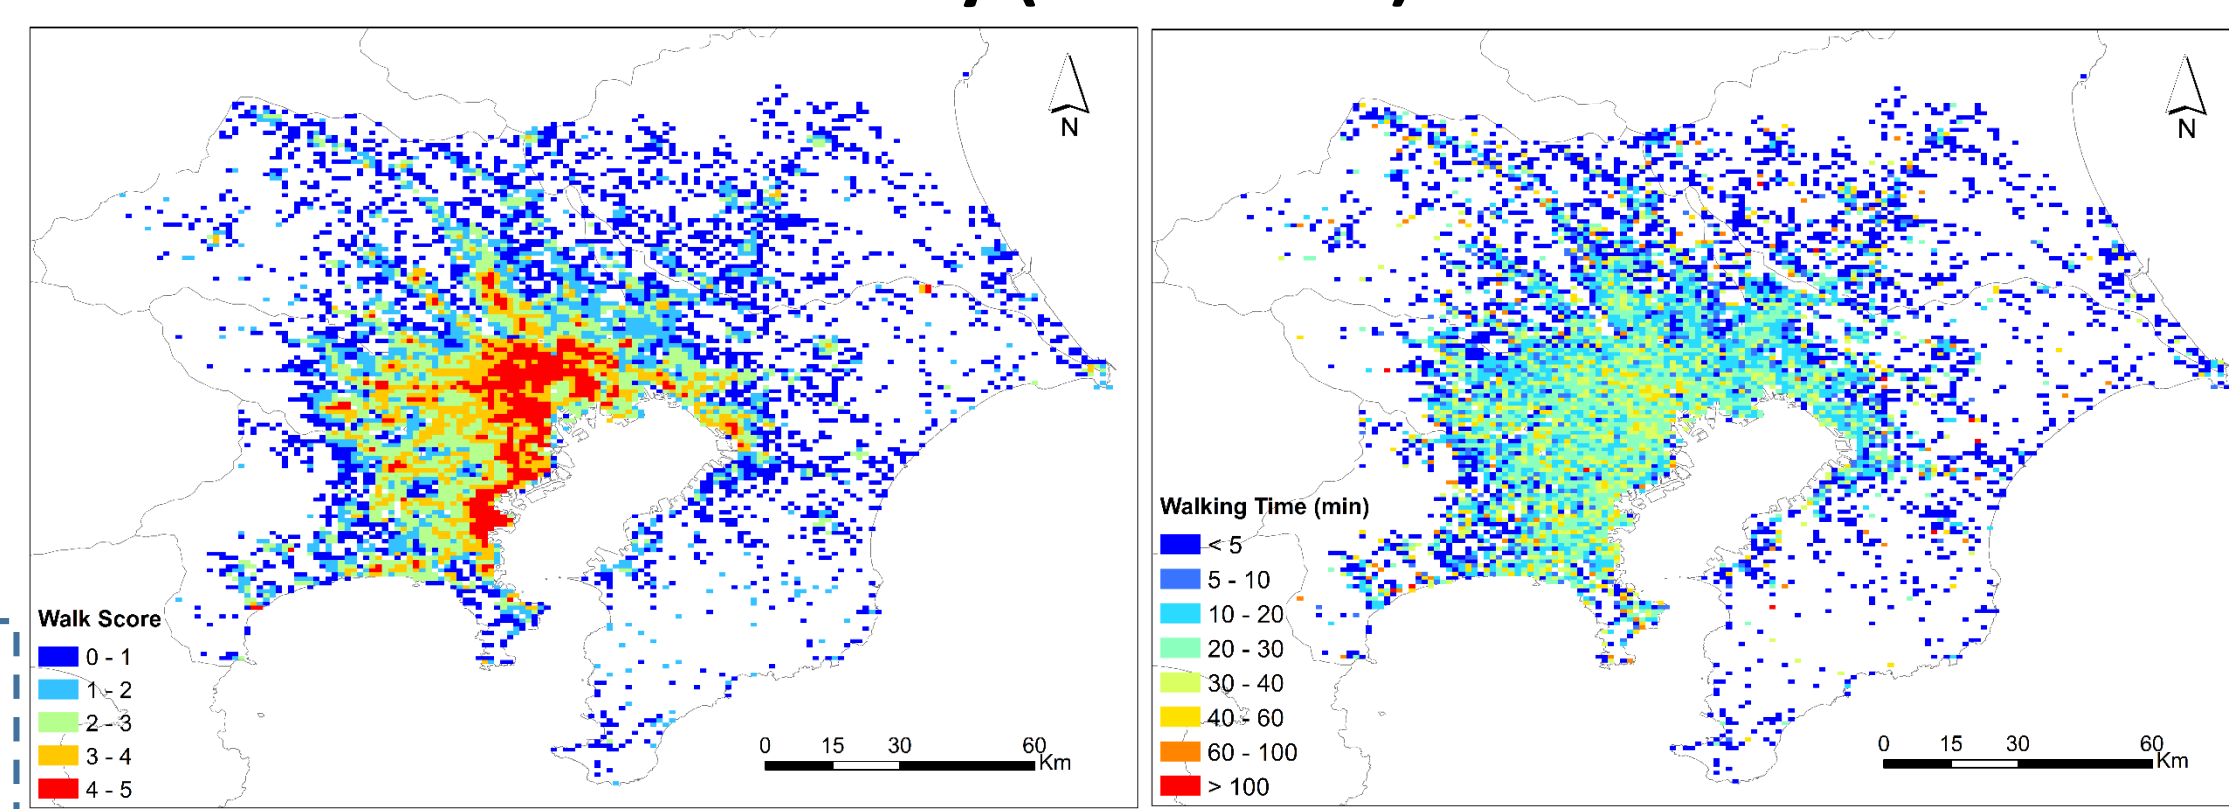 N
Walk Score
0 - 1
1 - 2
2 - 3
3 - 4
4 - 5
0 15 30 60
Km
N
Walking Time (min)
< 5
5 - 10
10 - 20
20 - 30
30 - 40
40 - 60
60 - 100
> 100
0 15 30 60
Km